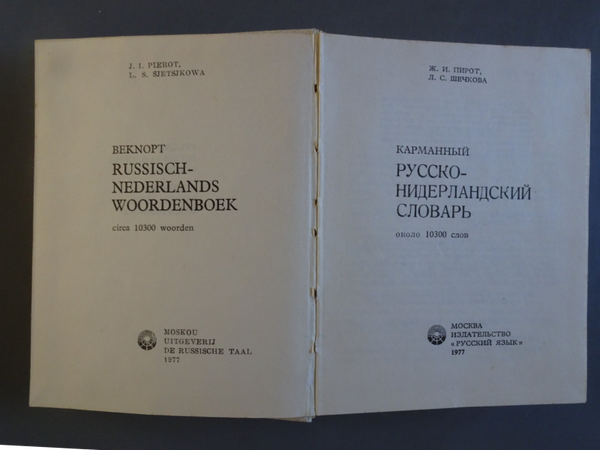 J. I. PIEROT,
L. S. SJETSJKOWA
BEKNOPT
RUSSISCH-
NEDERLANDS
WOORDENBOEK
circa 10300 woorden
MOSKOU
UITGEVERIJ
DE RUSSISCHE TAAL
1977
Ж. И. ПИРОТ,
Л. С. ШЕЧКОВА
КАРМАННЫЙ
РУССКО-
НИДЕРЛАНДСКИЙ
СЛОВАРЬ
около 10300 слов
МОСКВА
ИЗДАТЕЛЬСТВО
«РУССКИЙ ЯЗЫК»
1977